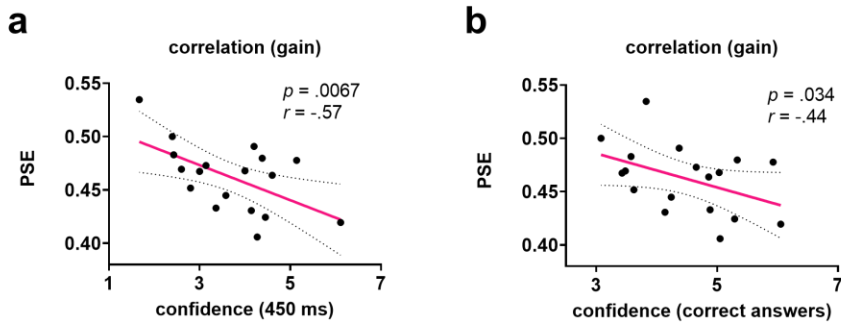 a
correlation (gain)
p = .0067
r = -.57
0.55
0.50
0.45
0.40
PSE
1 3 5 7
confidence (450 ms)
b
correlation (gain)
p = .034
r = -.44
0.55
0.50
0.45
0.40
PSE
3 5 7
confidence (correct answers)